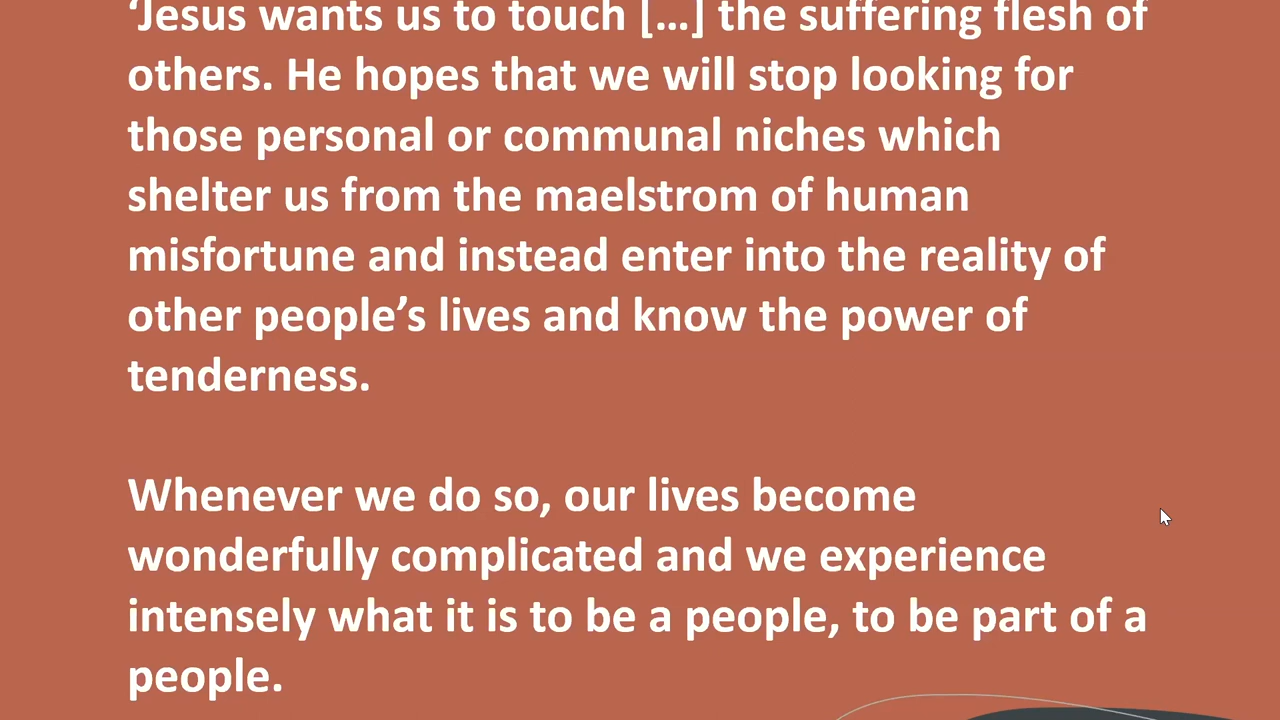 ‘Jesus wants us to touch […] the suffering flesh of
others. He hopes that we will stop looking for
those personal or communal niches which
shelter us from the maelstrom of human
misfortune and instead enter into the reality of
other people’s lives and know the power of
tenderness.
Whenever we do so, our lives become
wonderfully complicated and we experience
intensely what it is to be a people, to be part of a
people.